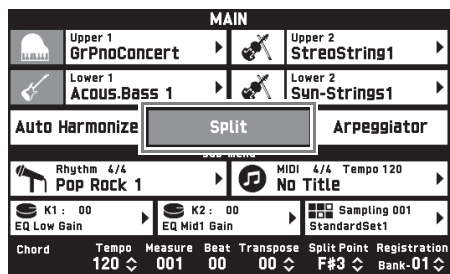 MAIN
Upper 1
GrPnoConcert
Upper 2
StreoString1
Lower 1
Acous.Bass 1
Lower 2
Syn-Strings1
Auto Harmonize
Split
Arpeggiator
Sub menu
Rhythm 4/4
Pop Rock 1
MIDI 4/4 Tempo 120
No Title
K1 : 00
EQ Low Gain
K2 : 00
EQ Mid1 Gain
Sampling 001
StandardSet1
Chord Tempo Measure Beat Transpose Split Point Registration
120 001 00 00 F#3 Bank-01